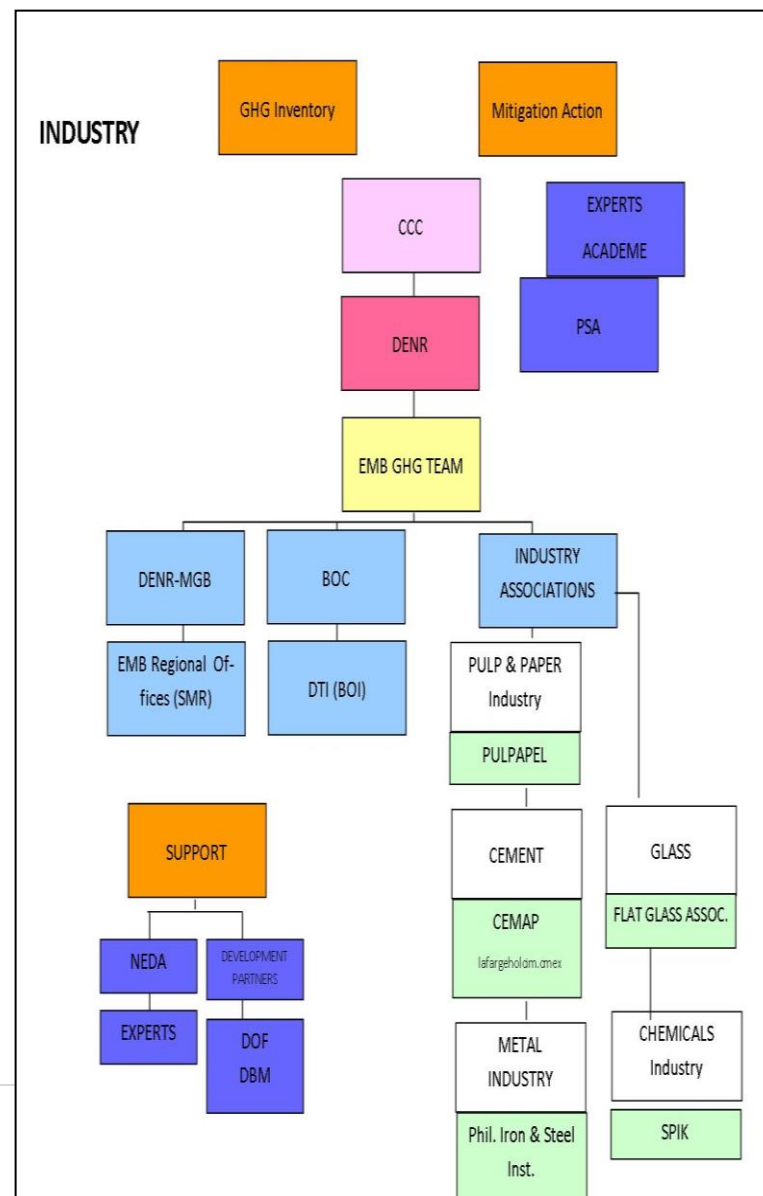 INDUSTRY
GHG Inventory
Mitigation Action
CCC
EXPERTS
ACADEME
PSA
DENR
EMB GHG TEAM
DENR-MGB
BOC
INDUSTRY
ASSOCIATIONS
EMB Regional Of-
fices (SMR)
DTI (BOI)
PULP & PAPER
Industry
PULPAPEL
SUPPORT
NEDA
DEVELOPMENT
PARTNERS
EXPERTS
DOF
DBM
CEMENT
CEMAP
lafargeholcim.cmex
METAL
INDUSTRY
Phil. Iron & Steel
Inst.
GLASS
FLAT GLASS ASSOC.
CHEMICALS
Industry
SPIK